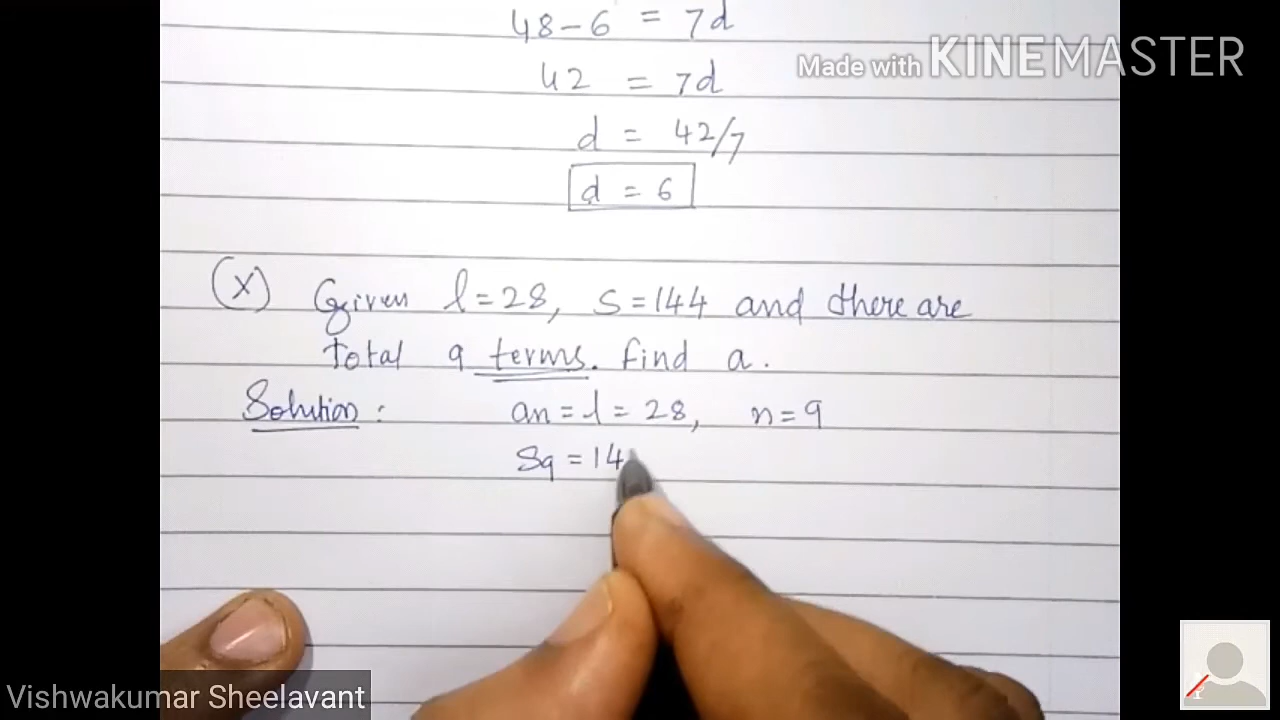 48-6 = 7d
Made with KINEMASTER
42 = 7d
d = 42/7
d = 6
(X) Given l=28, S=144 and there are
total 9 terms. find a.
Solution: an = l = 28, n=9
S9 = 14
Vishwakumar Sheelavant